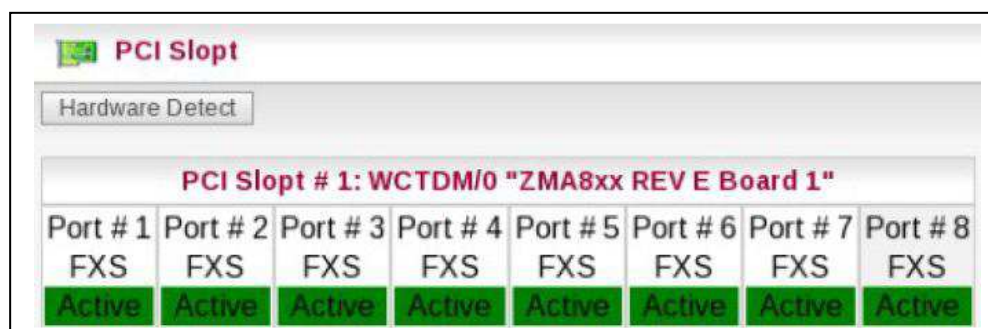 PCI Slopt
Hardware Detect
PCI Slopt # 1: WCTDM/0 "ZMA8xx REV E Board 1"
Port # 1 Port # 2 Port # 3 Port # 4 Port # 5 Port # 6 Port # 7 Port # 8
FXS FXS FXS FXS FXS FXS FXS FXS
Active Active Active Active Active Active Active Active